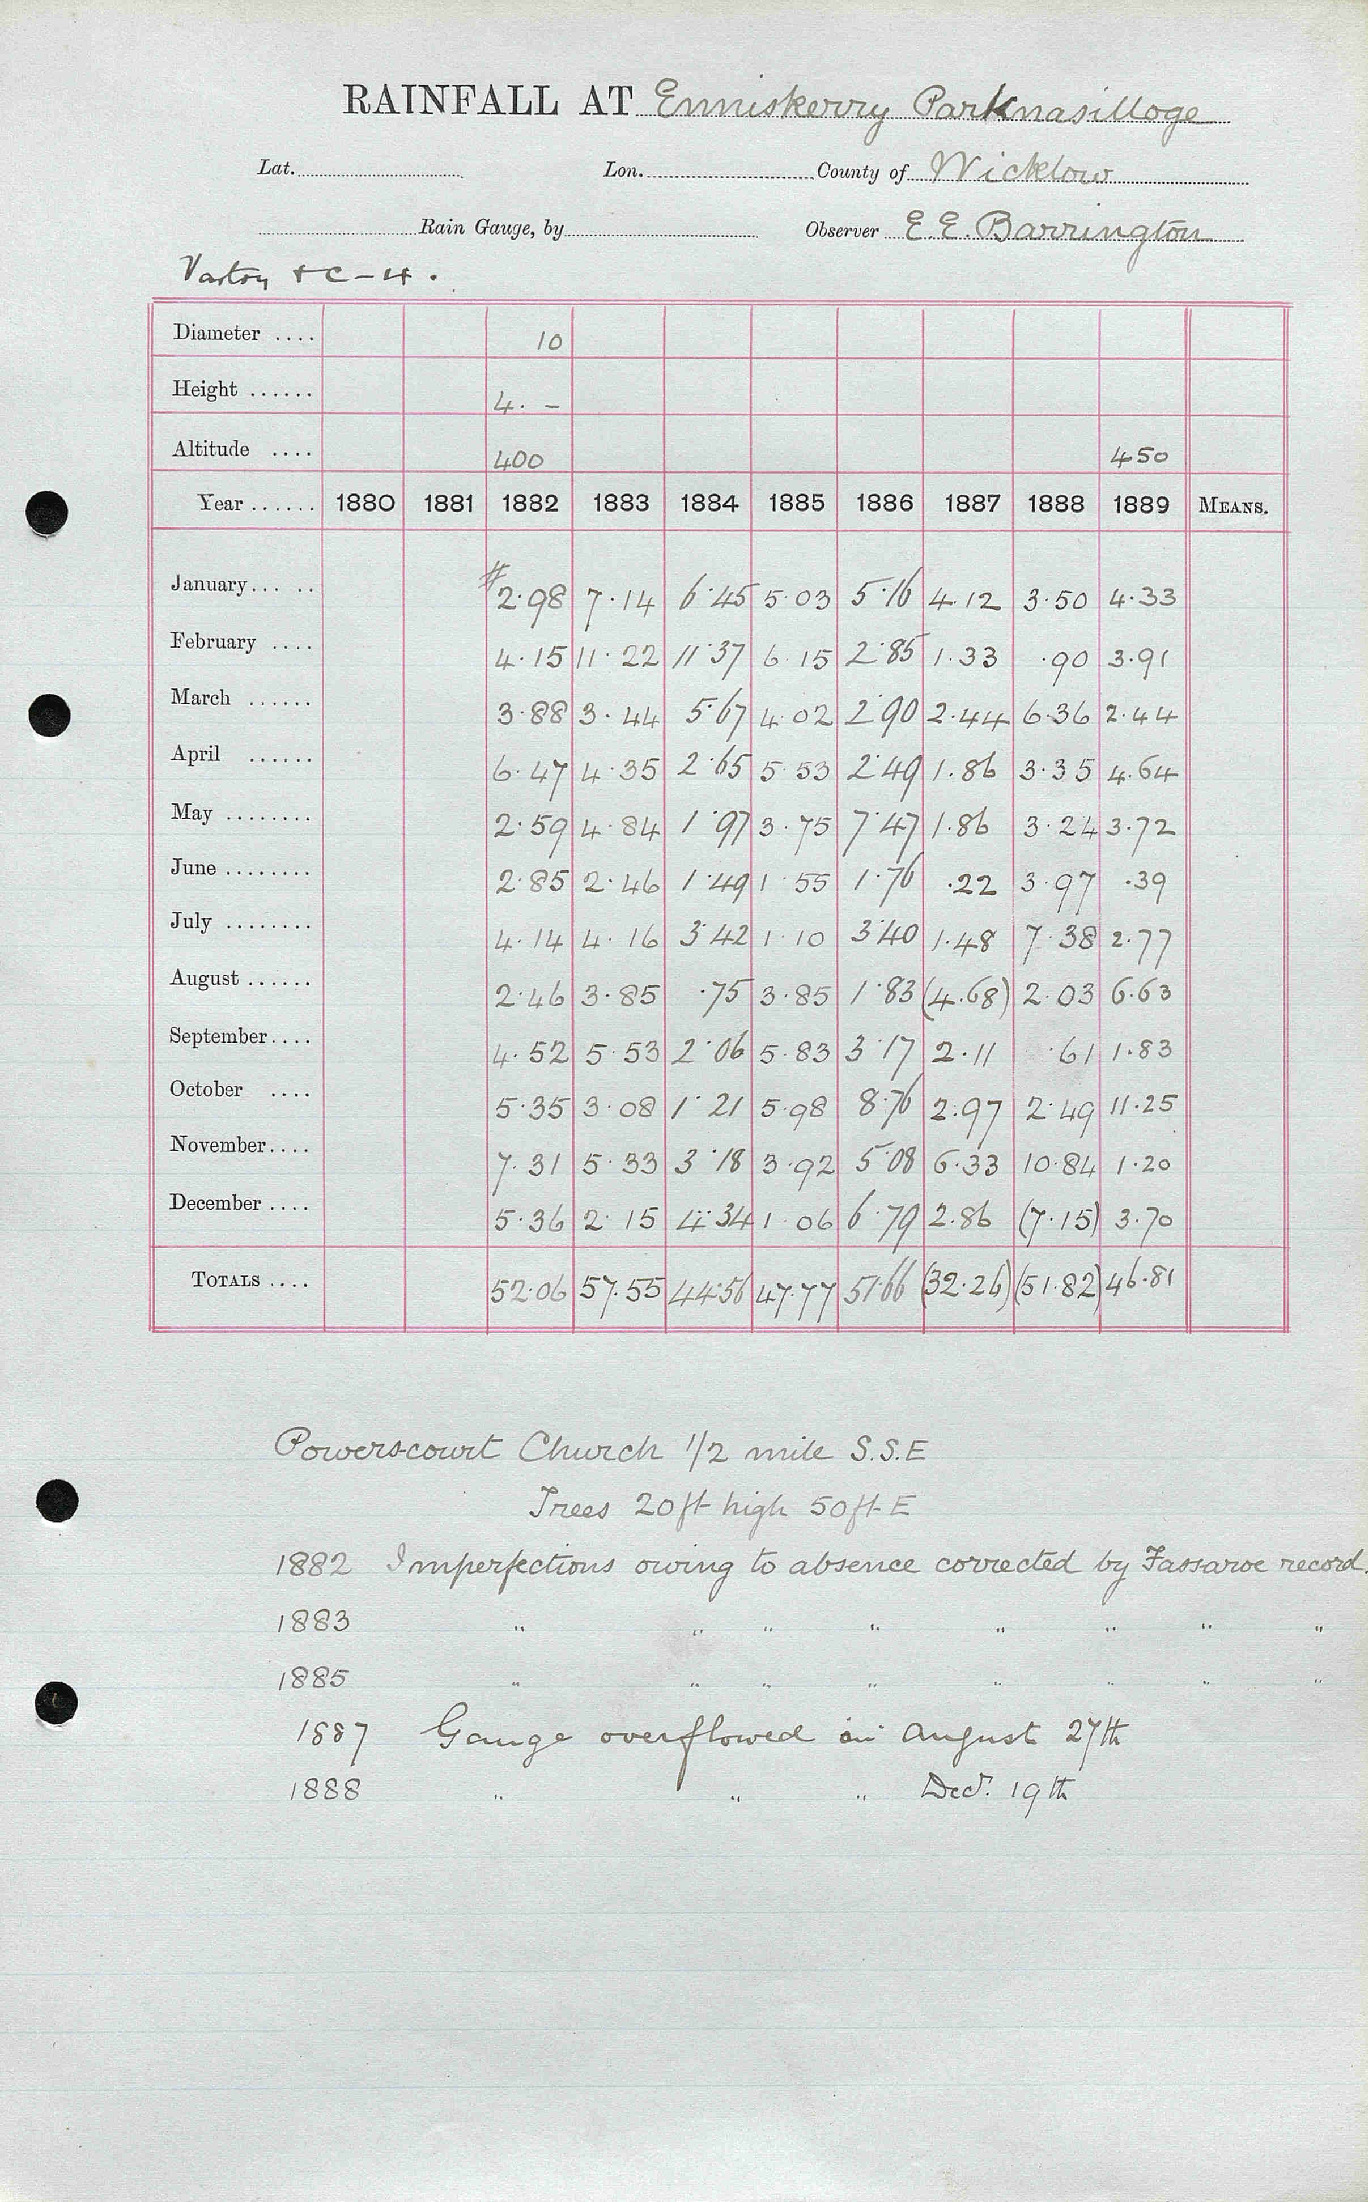 RAINFALL AT Enniskerry Parknasilloge
Lat. Lon. County of Wicklow
Rain Gauge, by Observer E. E. Barrington
Vartry & C - 4 .
Diameter .... 10
Height ...... 4. -
Altitude .... 400 450
Year ...... 1880 1881 1882 1883 1884 1885 1886 1887 1888 1889 MEANS.
January... .. #2.98 7.14 6.45 5.03 5.16 4.12 3.50 4.33
February .... 4.15 11.22 11.37 6.15 2.85 1.33 .90 3.91
March ...... 3.88 3.44 5.67 4.02 2.90 2.44 6.36 2.44
April ...... 6.47 4.35 2.65 5.53 2.49 1.86 3.35 4.64
May ........ 2.59 4.84 1.97 3.75 7.47 1.86 3.24 3.72
June ........ 2.85 2.46 1.49 1.55 1.76 .22 3.97 .39
July ........ 4.14 4.16 3.42 1.10 3.40 1.48 7.38 2.77
August ...... 2.46 3.85 .75 3.85 1.83 (4.68) 2.03 6.63
September.... 4.52 5.53 2.06 5.83 3.17 2.11 .61 1.83
October .... 5.35 3.08 1.21 5.98 8.76 2.97 2.49 11.25
November.... 7.31 5.33 3.18 3.92 5.08 6.33 10.84 1.20
December .... 5.36 2.15 4.34 1.06 6.79 2.86 (7.15) 3.70
TOTALS .... 52.06 57.55 44.56 47.77 51.66 (32.26) (51.82) 46.81
Powerscourt Church 1/2 mile S.S.E
Trees 20ft high 50ft E
1882 Imperfections owing to absence corrected by Fassaroe record.
1883 " " " " " " " "
1885 " " " " " " " "
1887 Gauge overflowed in August 27th
1888 " " " Decr. 19th